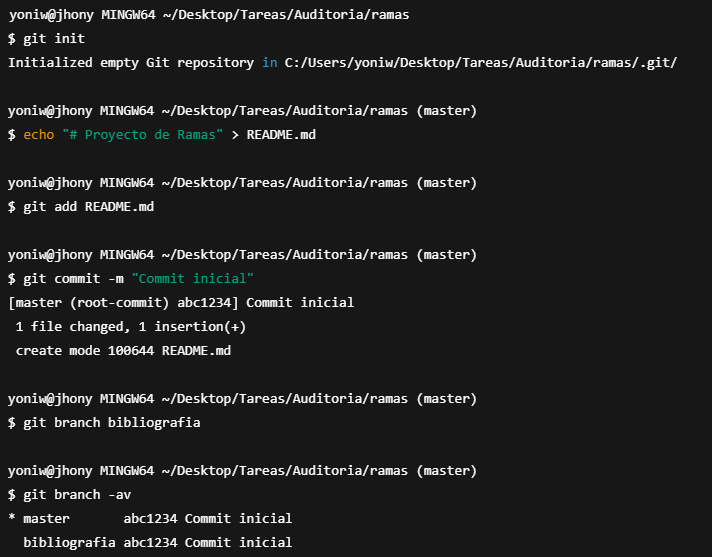 yoniw@jhony MINGW64 ~/Desktop/Tareas/Auditoria/ramas
$ git init
Initialized empty Git repository in C:/Users/yoniw/Desktop/Tareas/Auditoria/ramas/.git/
yoniw@jhony MINGW64 ~/Desktop/Tareas/Auditoria/ramas (master)
$ echo "# Proyecto de Ramas" > README.md
yoniw@jhony MINGW64 ~/Desktop/Tareas/Auditoria/ramas (master)
$ git add README.md
yoniw@jhony MINGW64 ~/Desktop/Tareas/Auditoria/ramas (master)
$ git commit -m "Commit inicial"
[master (root-commit) abc1234] Commit inicial
 1 file changed, 1 insertion(+)
 create mode 100644 README.md
yoniw@jhony MINGW64 ~/Desktop/Tareas/Auditoria/ramas (master)
$ git branch bibliografia
yoniw@jhony MINGW64 ~/Desktop/Tareas/Auditoria/ramas (master)
$ git branch -av
* master       abc1234 Commit inicial
  bibliografia abc1234 Commit inicial